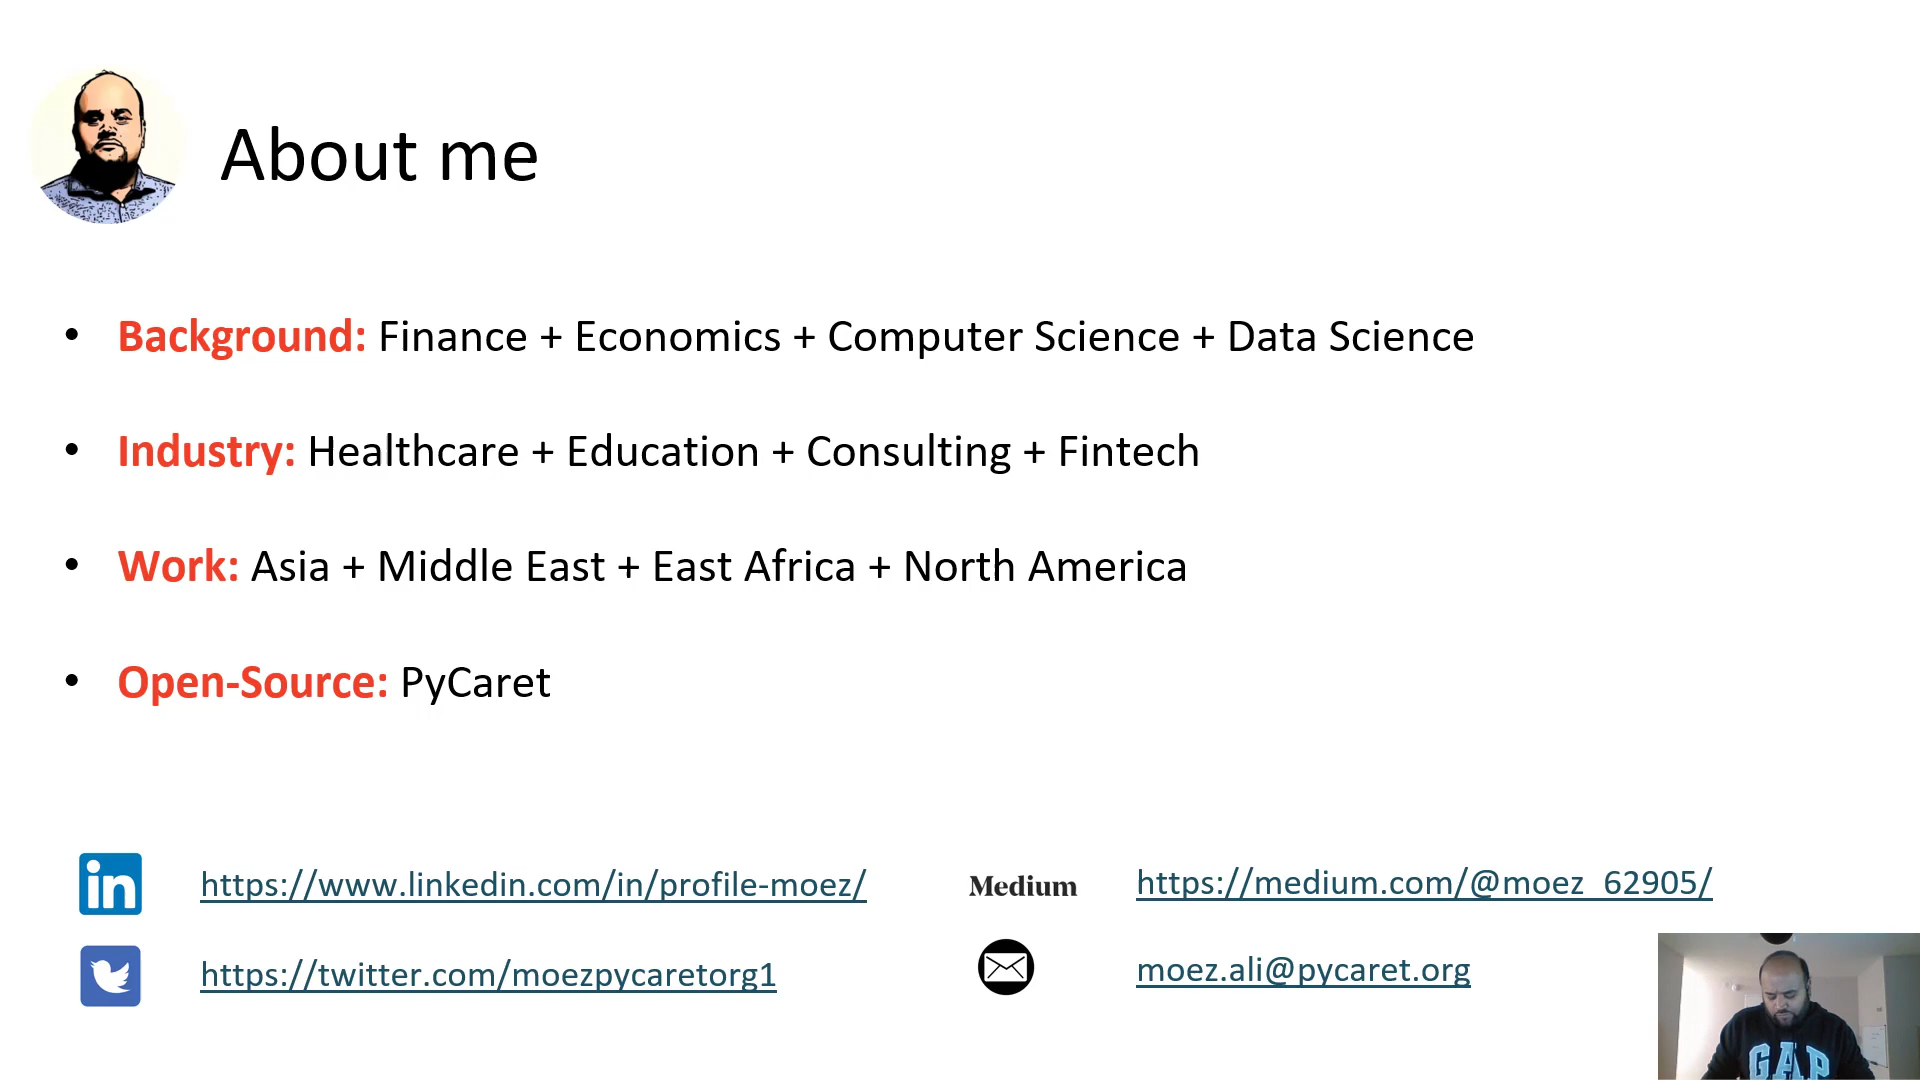 About me
• Background: Finance + Economics + Computer Science + Data Science
• Industry: Healthcare + Education + Consulting + Fintech
• Work: Asia + Middle East + East Africa + North America
• Open-Source: PyCaret
in https://www.linkedin.com/in/profile-moez/
Medium https://medium.com/@moez_62905/
https://twitter.com/moezpycaretorg1
moez.ali@pycaret.org
GAP